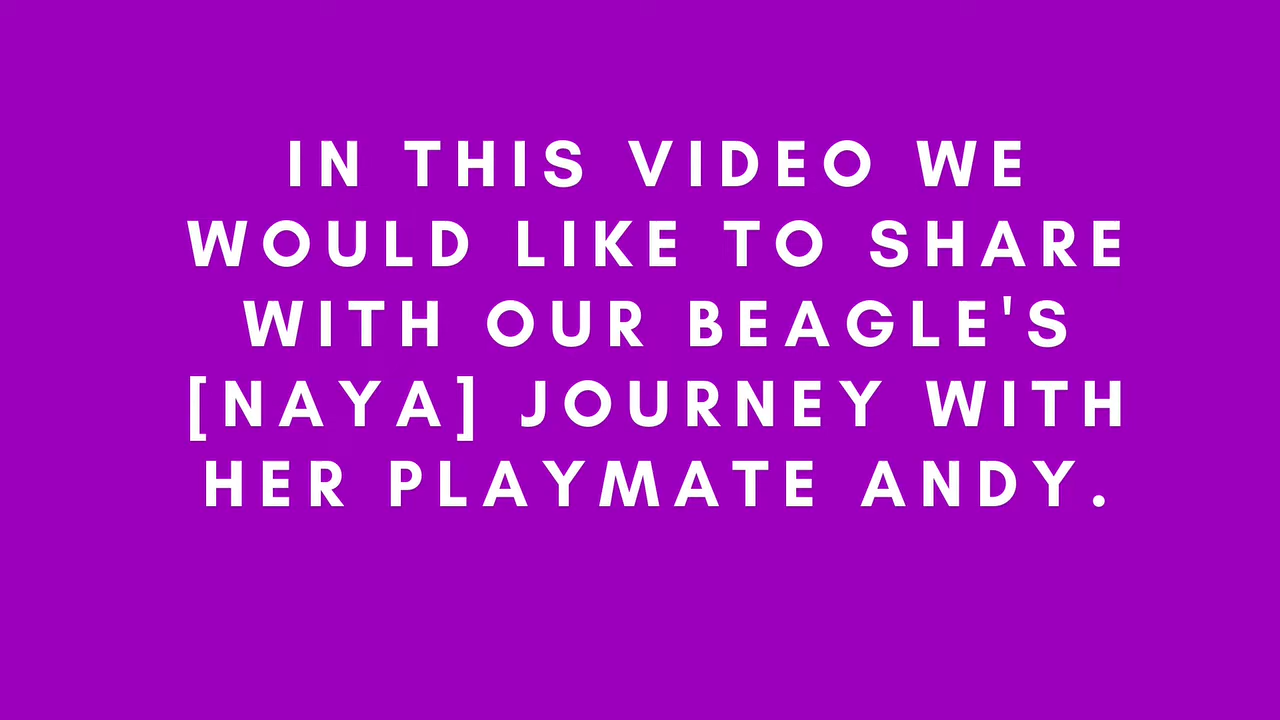 IN THIS VIDEO WE
WOULD LIKE TO SHARE
WITH OUR BEAGLE'S
[NAYA] JOURNEY WITH
HER PLAYMATE ANDY.